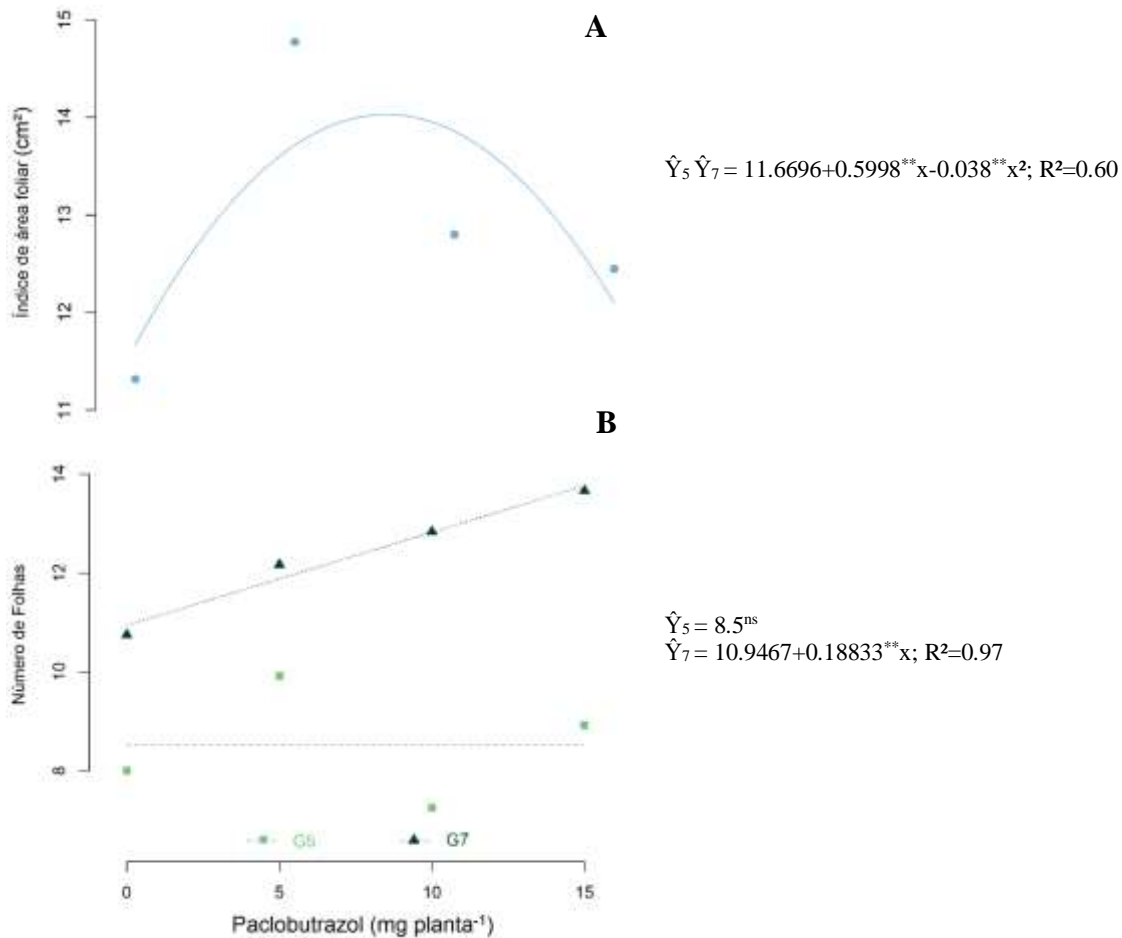 A
15
14
13
12
11
Índice de área foliar (cm²)
Ŷ₅ Ŷ₇ = 11.6696+0.5998**x-0.038**x²; R²=0.60
B
14
12
10
8
Número de Folhas
Ŷ₅ = 8.5ⁿˢ
Ŷ₇ = 10.9467+0.18833**x; R²=0.97
G5 G7
0 5 10 15
Paclobutrazol (mg planta⁻¹)